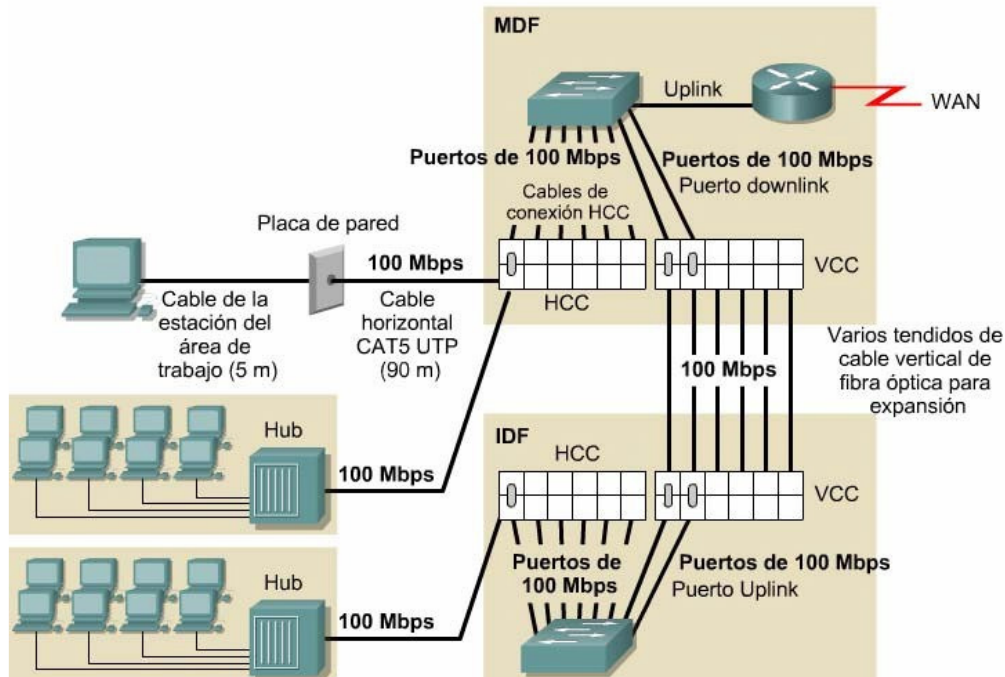 MDF
Uplink
WAN
Puertos de 100 Mbps
Puertos de 100 Mbps
Puerto downlink
Cables de
conexión HCC
Placa de pared
100 Mbps
HCC
VCC
Cable de la
estación del
área de
trabajo (5 m)
Cable
horizontal
CAT5 UTP
(90 m)
Varios tendidos de
cable vertical de
fibra óptica para
expansión
100 Mbps
Hub
100 Mbps
IDF
HCC
VCC
Puertos de
100 Mbps
Puertos de 100 Mbps
Puerto Uplink
Hub
100 Mbps